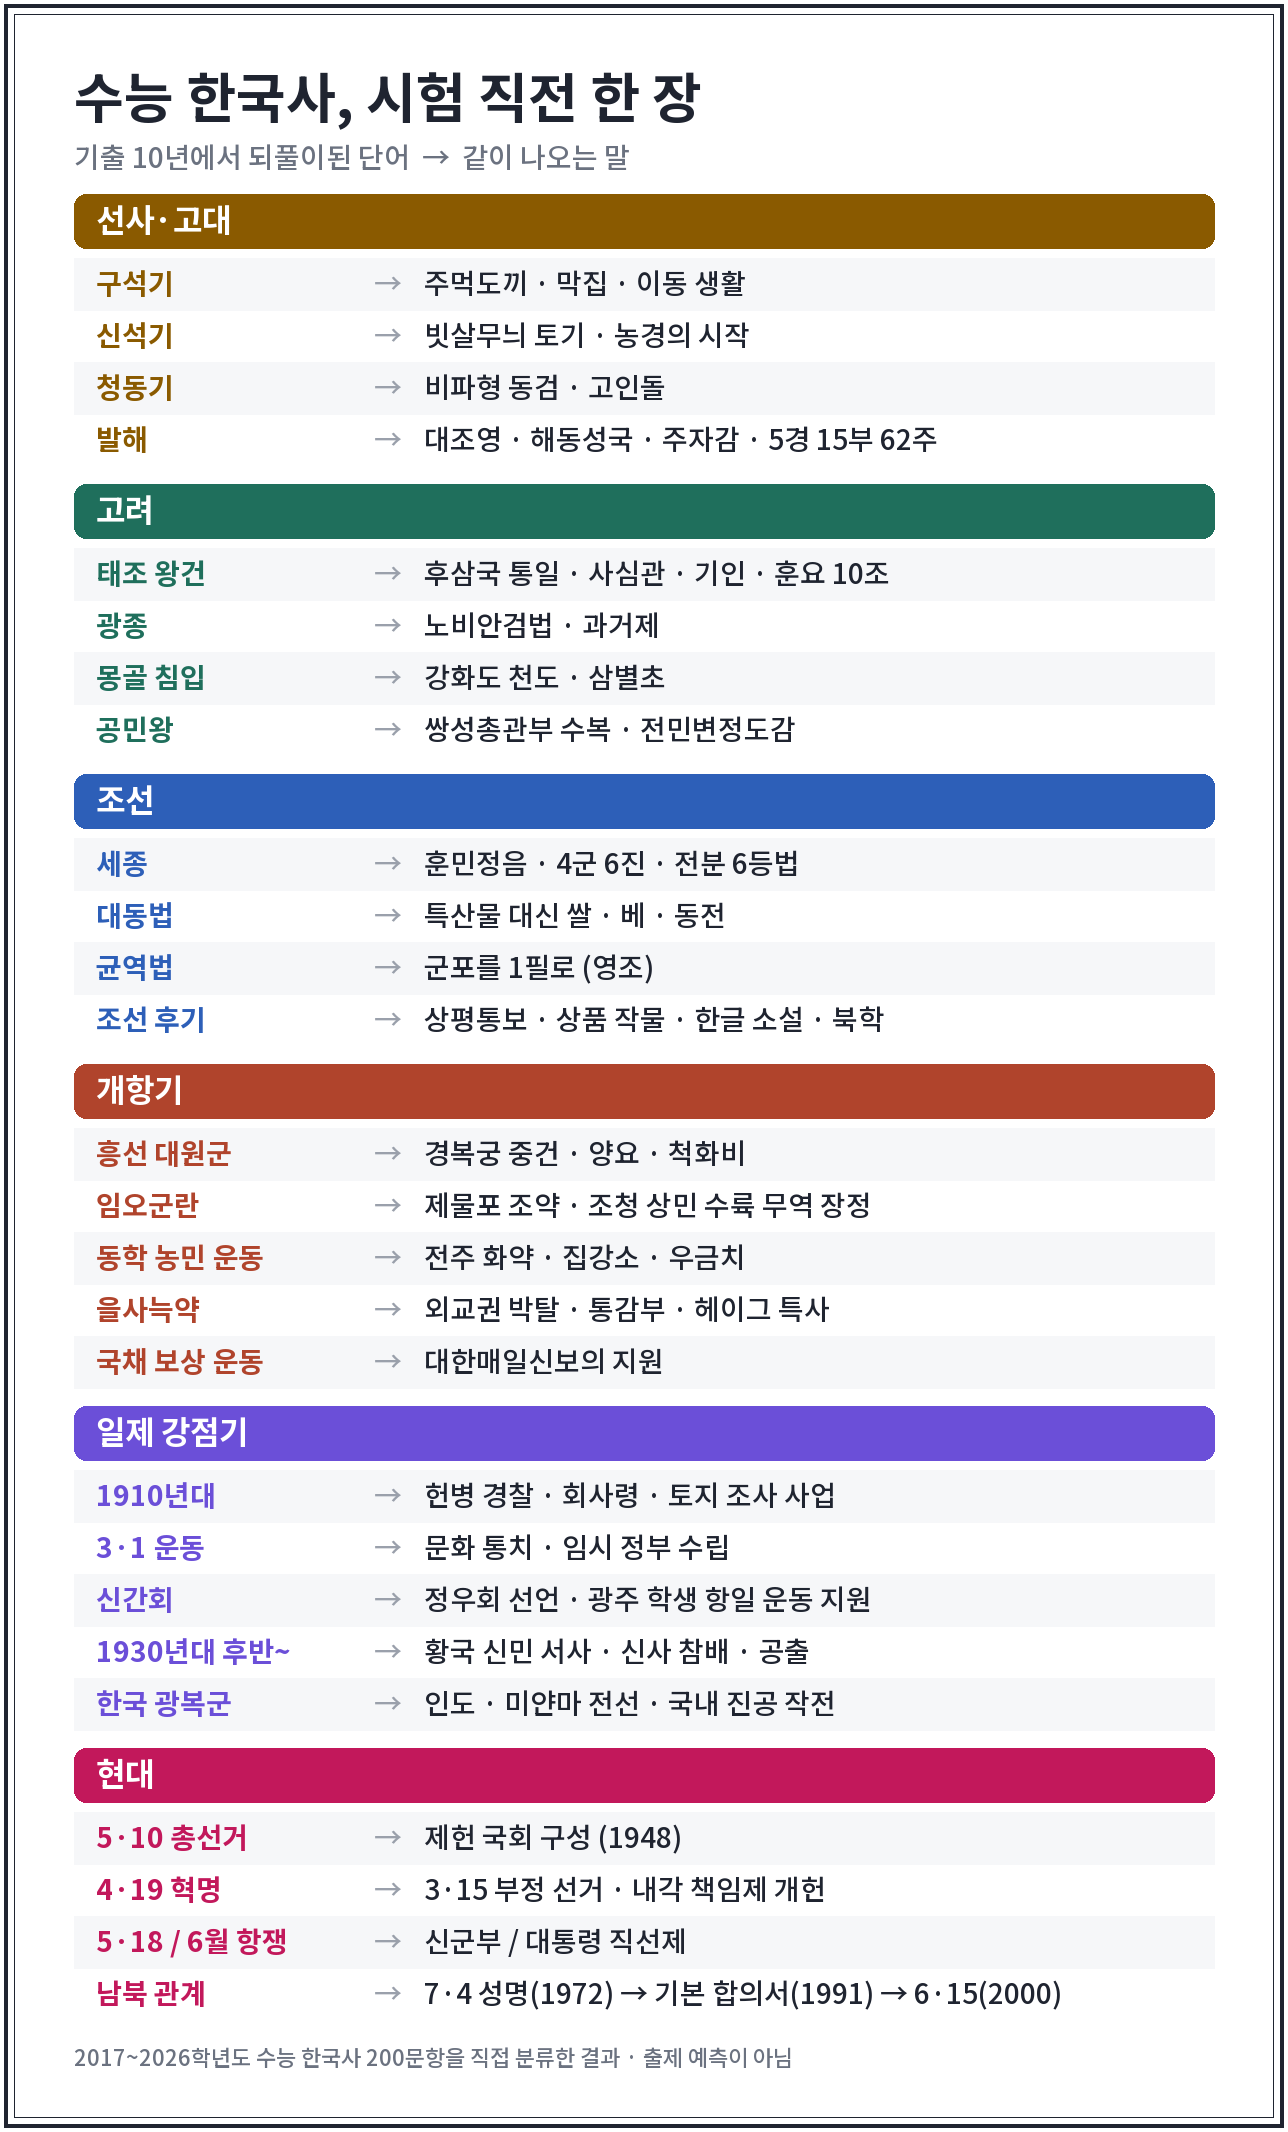 수능 한국사, 시험 직전 한 장
기출 10년에서 되풀이된 단어 → 같이 나오는 말
선사·고대
구석기 → 주먹도끼 · 막집 · 이동 생활
신석기 → 빗살무늬 토기 · 농경의 시작
청동기 → 비파형 동검 · 고인돌
발해 → 대조영 · 해동성국 · 주자감 · 5경 15부 62주
고려
태조 왕건 → 후삼국 통일 · 사심관 · 기인 · 훈요 10조
광종 → 노비안검법 · 과거제
몽골 침입 → 강화도 천도 · 삼별초
공민왕 → 쌍성총관부 수복 · 전민변정도감
조선
세종 → 훈민정음 · 4군 6진 · 전분 6등법
대동법 → 특산물 대신 쌀 · 베 · 동전
균역법 → 군포를 1필로 (영조)
조선 후기 → 상평통보 · 상품 작물 · 한글 소설 · 북학
개항기
흥선 대원군 → 경복궁 중건 · 양요 · 척화비
임오군란 → 제물포 조약 · 조청 상민 수륙 무역 장정
동학 농민 운동 → 전주 화약 · 집강소 · 우금치
을사늑약 → 외교권 박탈 · 통감부 · 헤이그 특사
국채 보상 운동 → 대한매일신보의 지원
일제 강점기
1910년대 → 헌병 경찰 · 회사령 · 토지 조사 사업
3·1 운동 → 문화 통치 · 임시 정부 수립
신간회 → 정우회 선언 · 광주 학생 항일 운동 지원
1930년대 후반~ → 황국 신민 서사 · 신사 참배 · 공출
한국 광복군 → 인도 · 미얀마 전선 · 국내 진공 작전
현대
5·10 총선거 → 제헌 국회 구성 (1948)
4·19 혁명 → 3·15 부정 선거 · 내각 책임제 개헌
5·18 / 6월 항쟁 → 신군부 / 대통령 직선제
남북 관계 → 7·4 성명(1972) → 기본 합의서(1991) → 6·15(2000)
2017~2026학년도 수능 한국사 200문항을 직접 분류한 결과 · 출제 예측이 아님